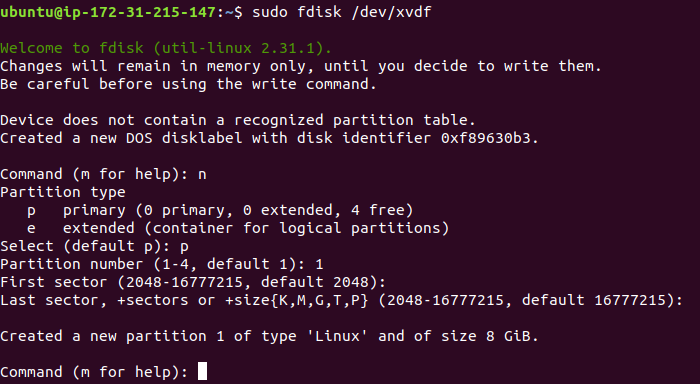 ubuntu@ip-172-31-215-147:~$ sudo fdisk /dev/xvdf
Welcome to fdisk (util-linux 2.31.1).
Changes will remain in memory only, until you decide to write them.
Be careful before using the write command.
Device does not contain a recognized partition table.
Created a new DOS disklabel with disk identifier 0xf89630b3.
Command (m for help): n
Partition type
   p   primary (0 primary, 0 extended, 4 free)
   e   extended (container for logical partitions)
Select (default p): p
Partition number (1-4, default 1): 1
First sector (2048-16777215, default 2048):
Last sector, +sectors or +size{K,M,G,T,P} (2048-16777215, default 16777215):
Created a new partition 1 of type 'Linux' and of size 8 GiB.
Command (m for help):